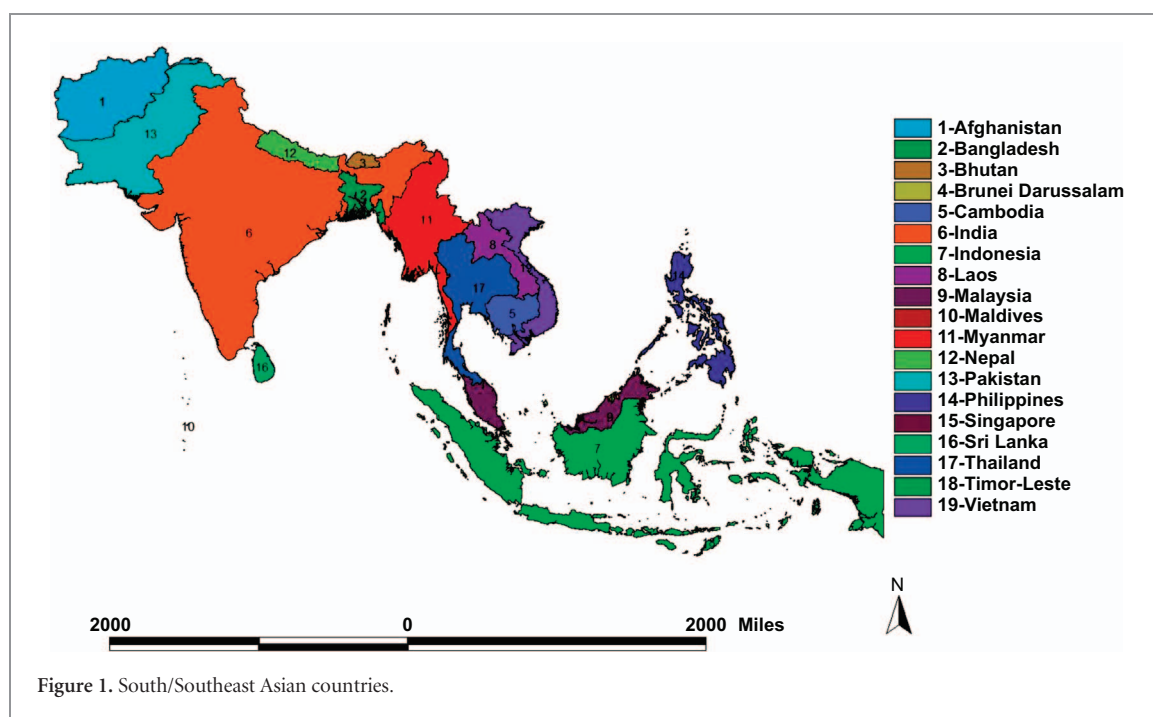 1
13
12
3
2
6
11
8
19
17
5
14
16
10
9
7
1-Afghanistan
2-Bangladesh
3-Bhutan
4-Brunei Darussalam
5-Cambodia
6-India
7-Indonesia
8-Laos
9-Malaysia
10-Maldives
11-Myanmar
12-Nepal
13-Pakistan
14-Philippines
15-Singapore
16-Sri Lanka
17-Thailand
18-Timor-Leste
19-Vietnam
N
2000 0 2000 Miles
Figure 1. South/Southeast Asian countries.